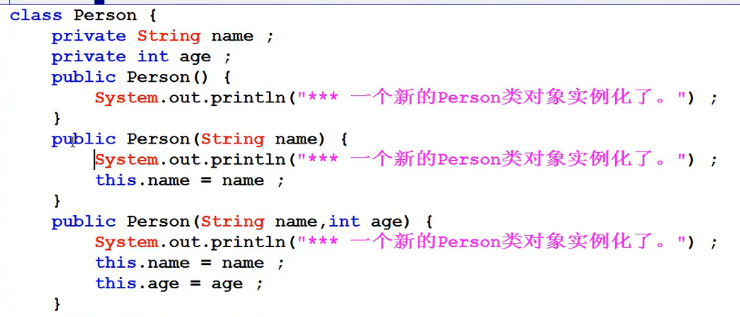 class Person {
    private String name ;
    private int age ;
    public Person() {
        System.out.println("*** 一个新的Person类对象实例化了。") ;
    }
    public Person(String name) {
        System.out.println("*** 一个新的Person类对象实例化了。") ;
        this.name = name ;
    }
    public Person(String name,int age) {
        System.out.println("*** 一个新的Person类对象实例化了。") ;
        this.name = name ;
        this.age = age ;
    }